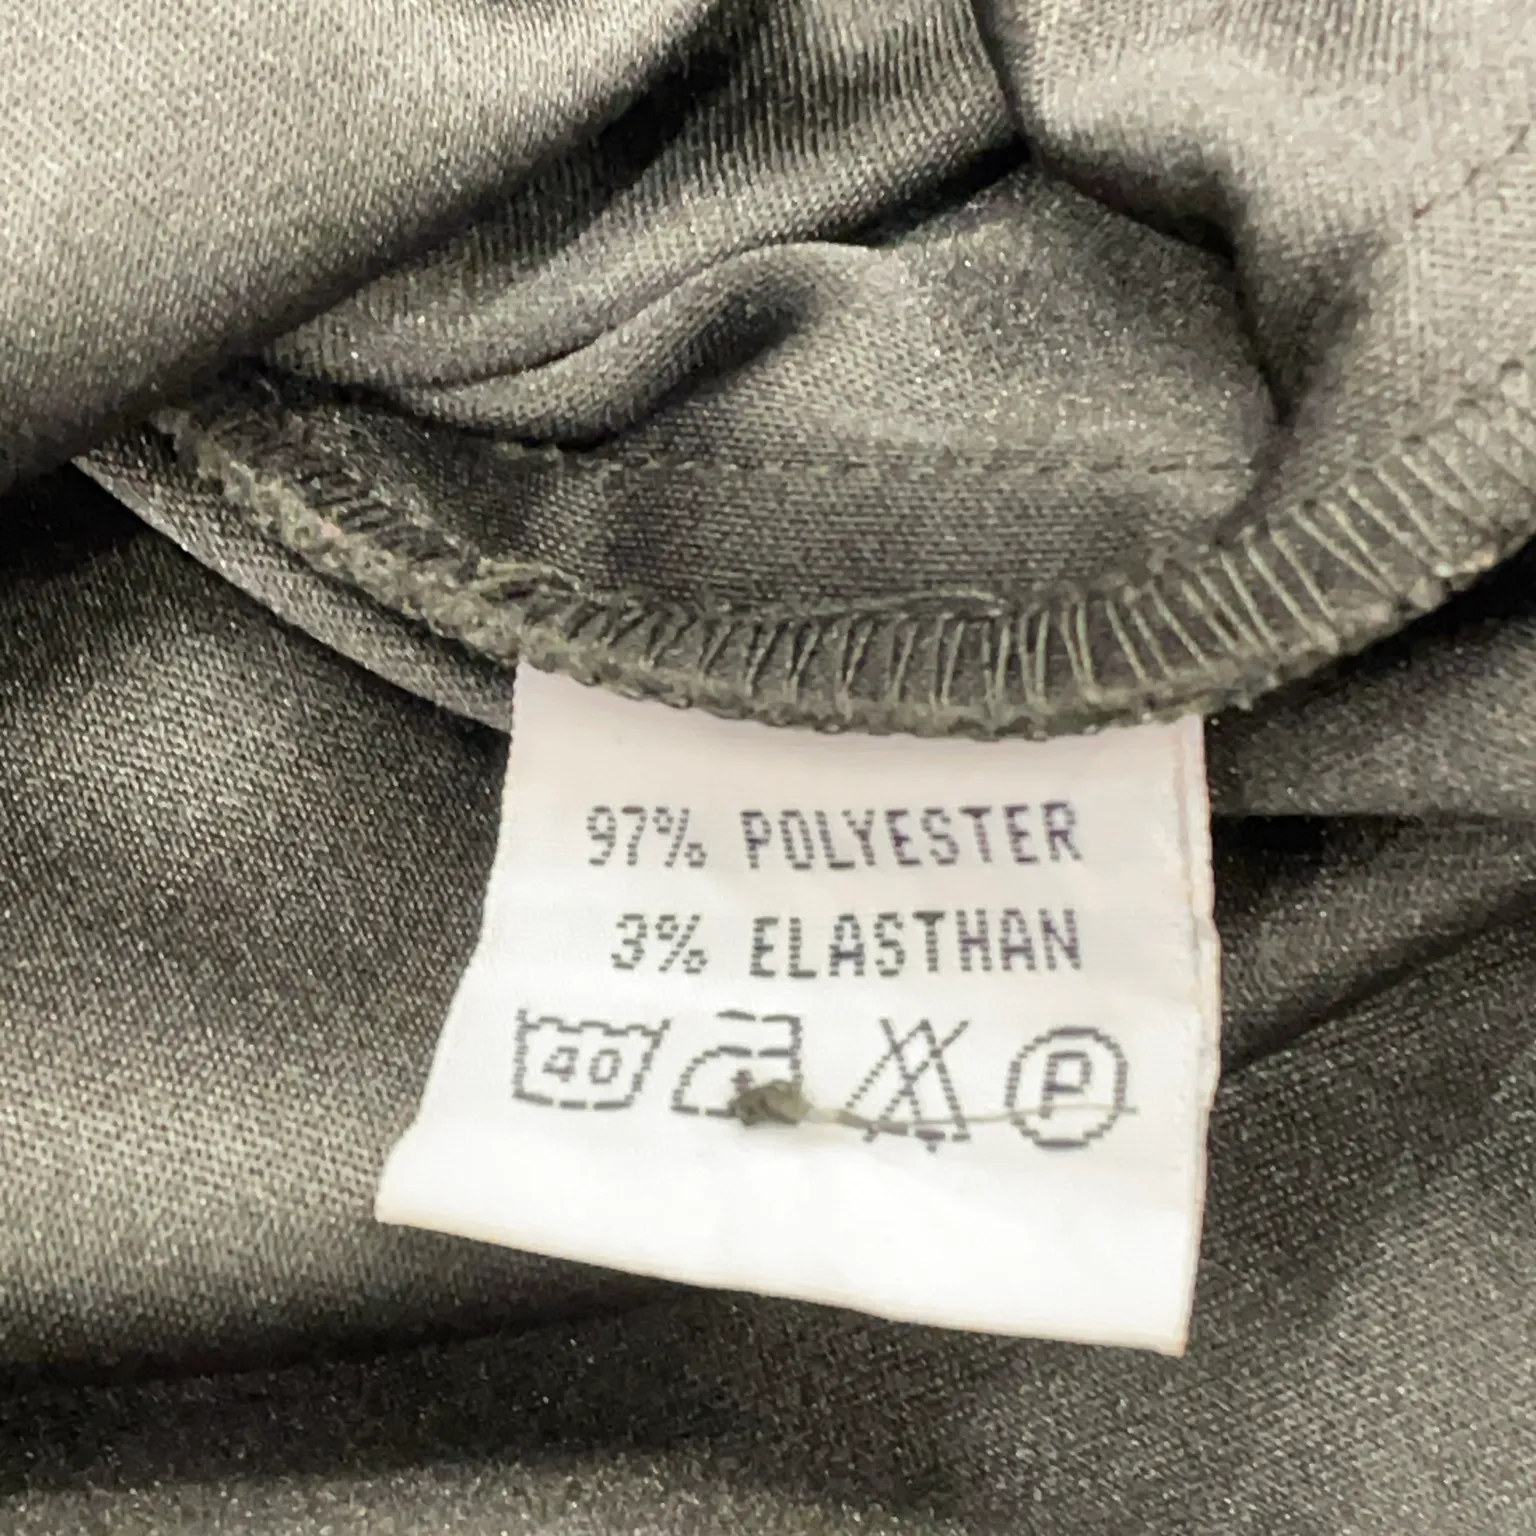 97% POLYESTER
3% ELASTHAN
40 P